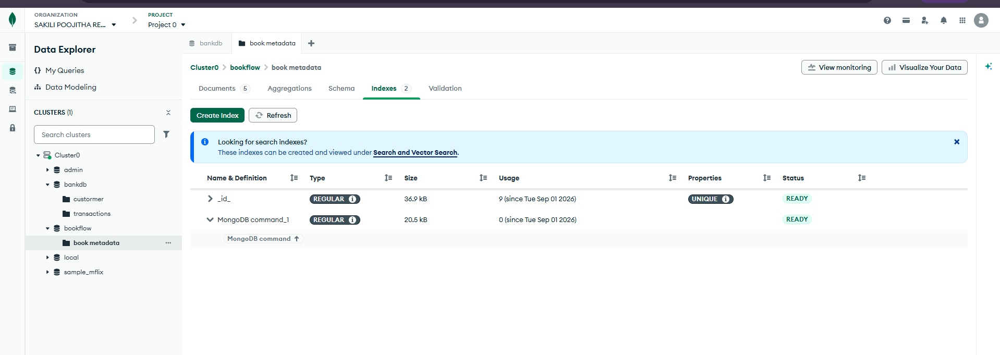 ORGANIZATION
SAKILI POOJITHA RE...
PROJECT
Project 0
Data Explorer
My Queries
Data Modeling
CLUSTERS (1)
Search clusters
Cluster0
admin
bankdb
custormer
transactions
bookflow
book metadata
local
sample_mflix
bankdb
book metadata
Cluster0 > bookflow > book metadata
View monitoring
Visualize Your Data
Documents 5 Aggregations Schema Indexes 2 Validation
Create Index Refresh
Looking for search indexes?
These indexes can be created and viewed under Search and Vector Search.
Name & Definition Type Size Usage Properties Status
_id_ REGULAR 36.9 kB 9 (since Tue Sep 01 2026) UNIQUE READY
MongoDB command_1 REGULAR 20.5 kB 0 (since Tue Sep 01 2026) READY
MongoDB command